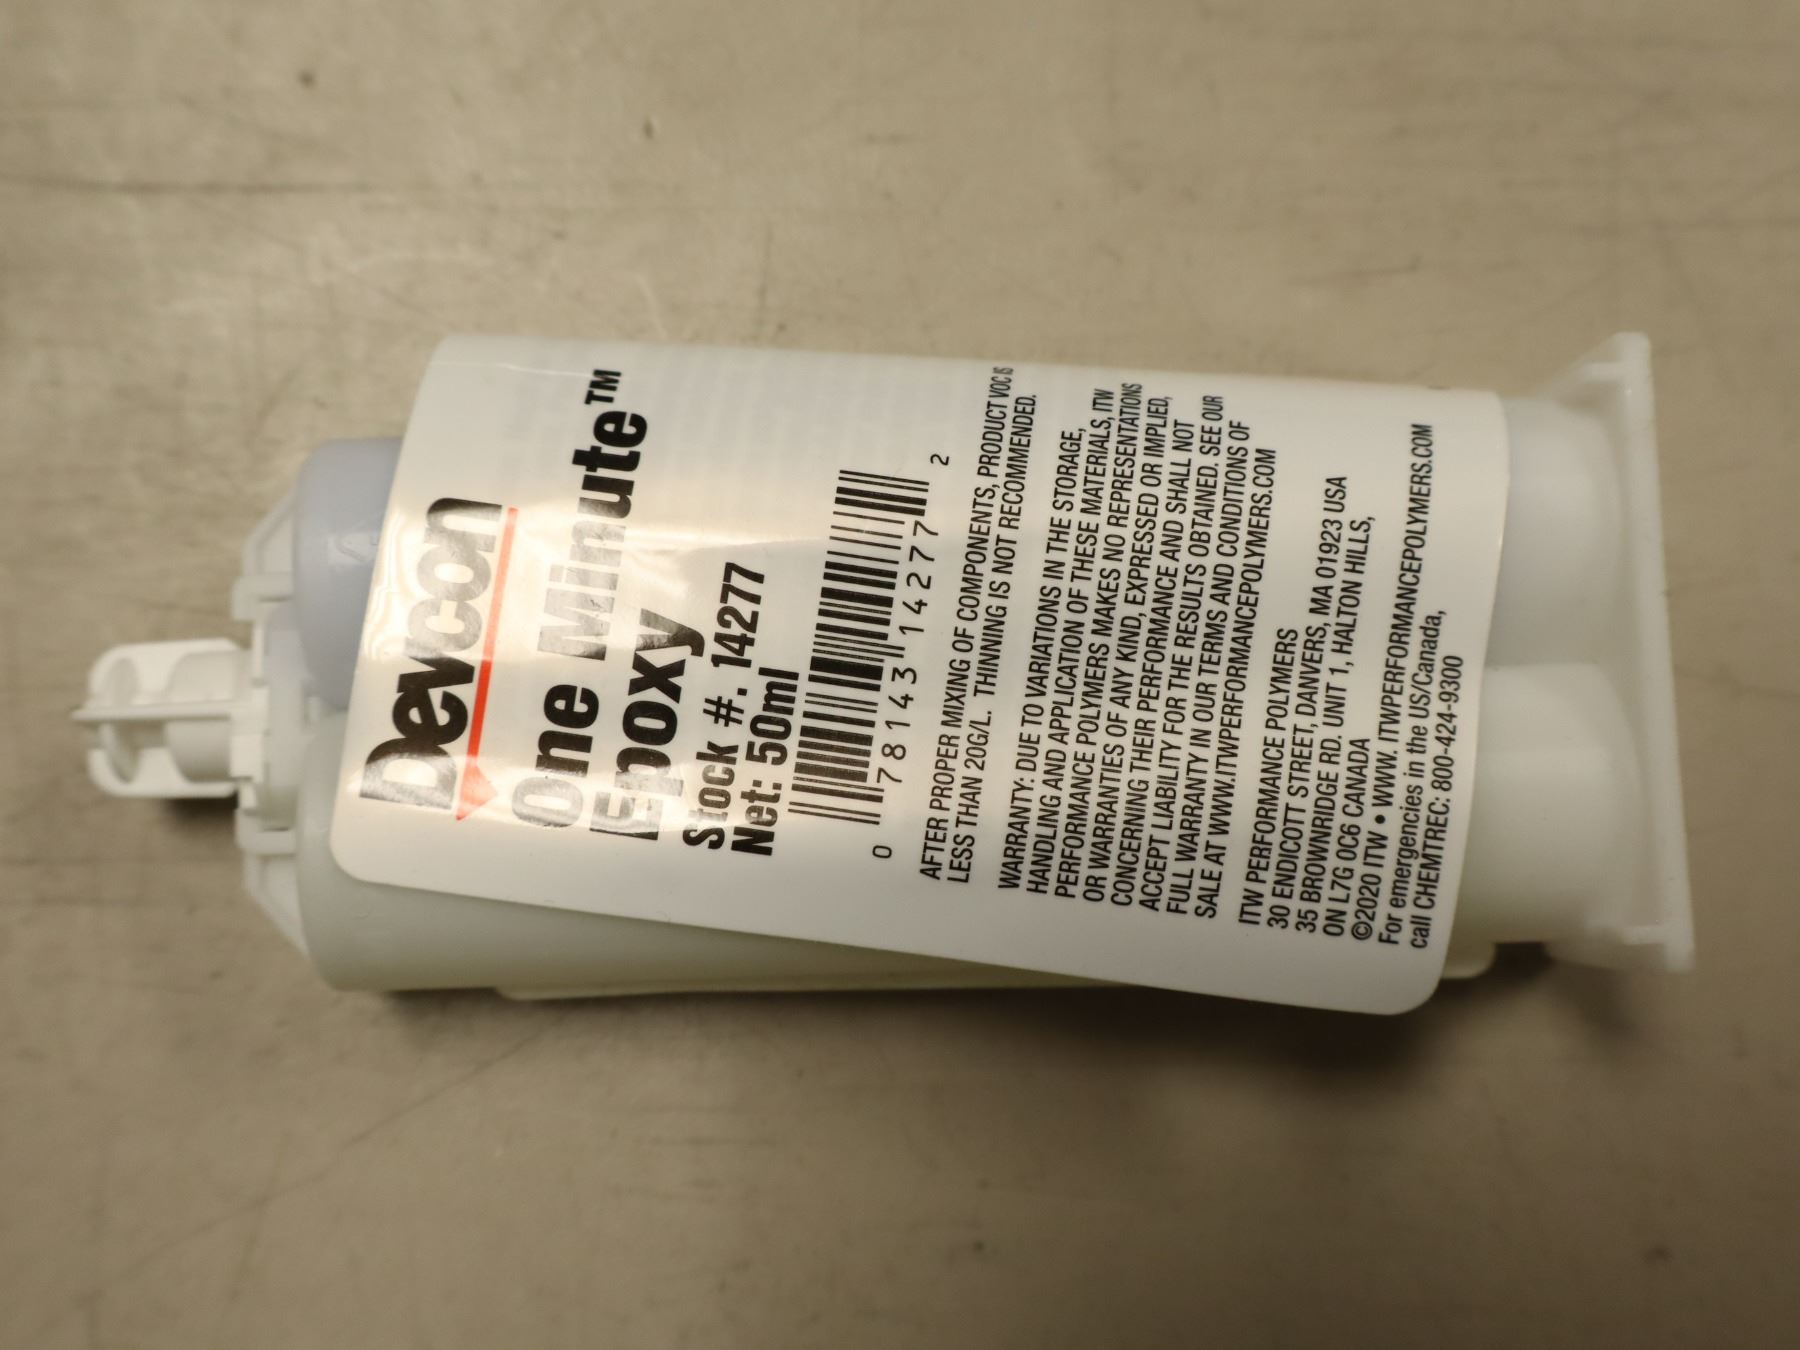 Devcon
One Minute™
Epoxy
Stock #. 14277
Net: 50ml
0 78143 14277 2
AFTER PROPER MIXING OF COMPONENTS, PRODUCT VOC IS
LESS THAN 20G/L. THINNING IS NOT RECOMMENDED.
WARRANTY: DUE TO VARIATIONS IN THE STORAGE,
HANDLING AND APPLICATION OF THESE MATERIALS, ITW
PERFORMANCE POLYMERS MAKES NO REPRESENTATIONS
OR WARRANTIES OF ANY KIND, EXPRESSED OR IMPLIED,
CONCERNING THEIR PERFORMANCE AND SHALL NOT
ACCEPT LIABILITY FOR THE RESULTS OBTAINED. SEE OUR
FULL WARRANTY IN OUR TERMS AND CONDITIONS OF
SALE AT WWW.ITWPERFORMANCEPOLYMERS.COM
ITW PERFORMANCE POLYMERS
30 ENDICOTT STREET, DANVERS, MA 01923 USA
35 BROWNRIDGE RD. UNIT 1, HALTON HILLS,
ON L7G 0C6 CANADA
©2020 ITW • WWW. ITWPERFORMANCEPOLYMERS.COM
For emergencies in the US/Canada,
call CHEMTREC: 800-424-9300